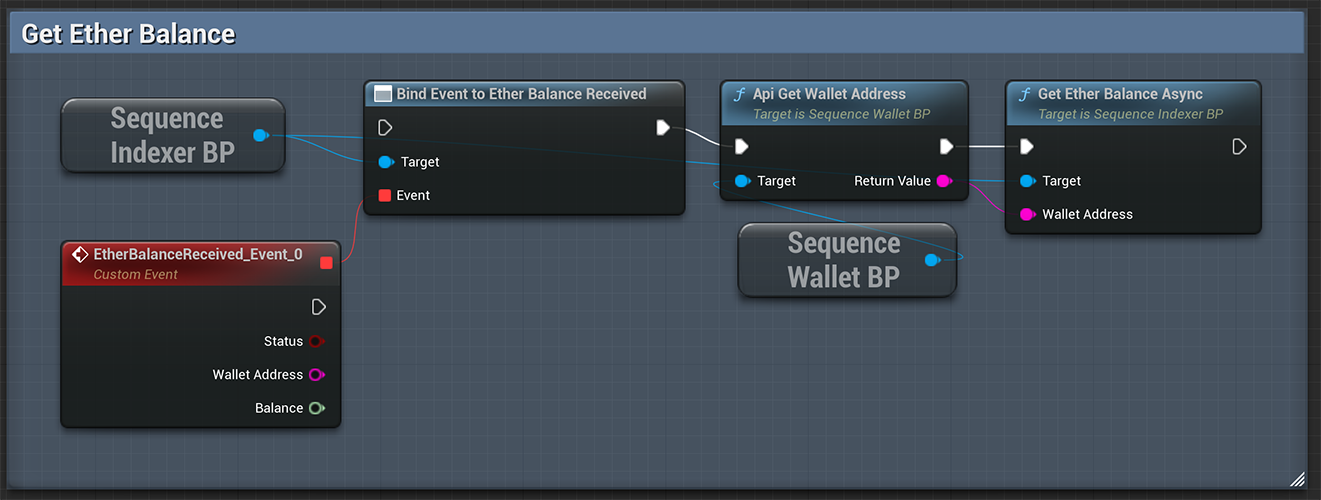 Get Ether Balance
Sequence
Indexer BP
Bind Event to Ether Balance Received
Target
Event
EtherBalanceReceived_Event_0
Custom Event
Status
Wallet Address
Balance
Api Get Wallet Address
Target is Sequence Wallet BP
Target
Return Value
Sequence
Wallet BP
Get Ether Balance Async
Target is Sequence Indexer BP
Target
Wallet Address